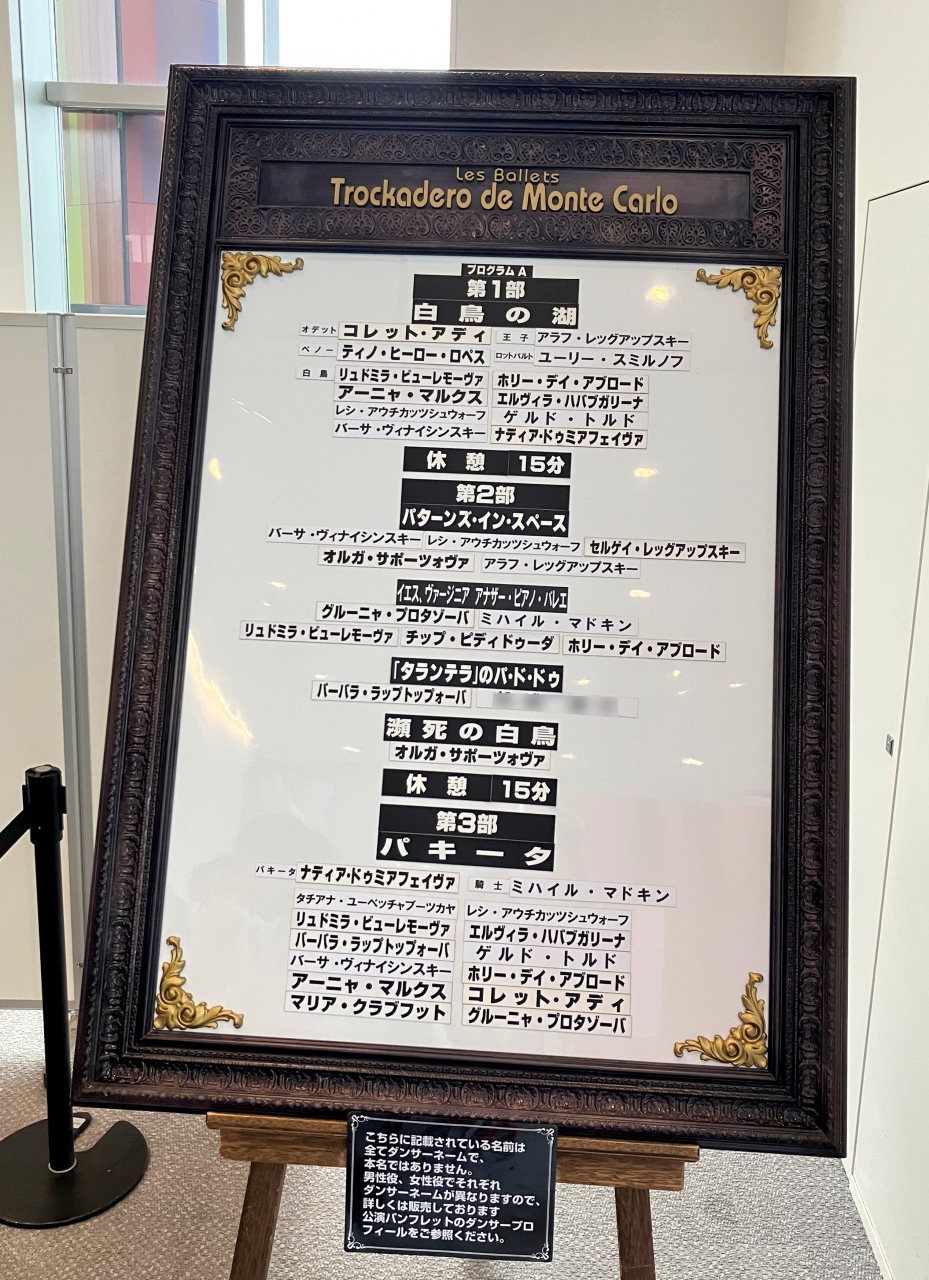 Les Ballets
Trockadero de Monte Carlo
プログラム A
第1部
白鳥の湖
オデット コレット・アディ 王子 アラフ・レッグアップスキー
ベノー ティノ・ヒーロー・ロペス ロットバルト ユーリー・スミルノフ
白鳥 リュドミラ・ビューレモーヴァ ホリー・デイ・アブロード
アーニャ・マルクス エルヴィラ・ハバブガリーナ
レシ・アウチカッツシュウォーフ ゲルド・トルド
バーサ・ヴィナイシンスキー ナディア・ドゥミアフェイヴァ
休憩 15分
第2部
パターンズ・イン・スペース
バーサ・ヴィナイシンスキー レシ・アウチカッツシュウォーフ セルゲイ・レッグアップスキー
オルガ・サポーツォヴァ アラフ・レッグアップスキー
イエス、ヴァージニア アナザー・ピアノ・バレエ
グルーニャ・プロタゾーバ ミハイル・マドキン
リュドミラ・ビューレモーヴァ チップ・ピディドゥーダ ホリー・デイ・アブロード
「タランテラ」のパ・ド・ドゥ
バーバラ・ラップトップォーバ
瀕死の白鳥
オルガ・サポーツォヴァ
休憩 15分
第3部
パキータ
パキータ ナディア・ドゥミアフェイヴァ 騎士 ミハイル・マドキン
タチアナ・ユーベッチャブーツカヤ レシ・アウチカッツシュウォーフ
リュドミラ・ビューレモーヴァ エルヴィラ・ハバブガリーナ
バーバラ・ラップトップォーバ ゲルド・トルド
バーサ・ヴィナイシンスキー ホリー・デイ・アブロード
アーニャ・マルクス コレット・アディ
マリア・クラブフット グルーニャ・プロタゾーバ
こちらに記載されている名前は
全てダンサーネームで、
本名ではありません。
男性役、女性役でそれぞれ
ダンサーネームが異なりますので、
詳しくは販売しております
公演パンフレットのダンサープロ
フィールをご参照ください。